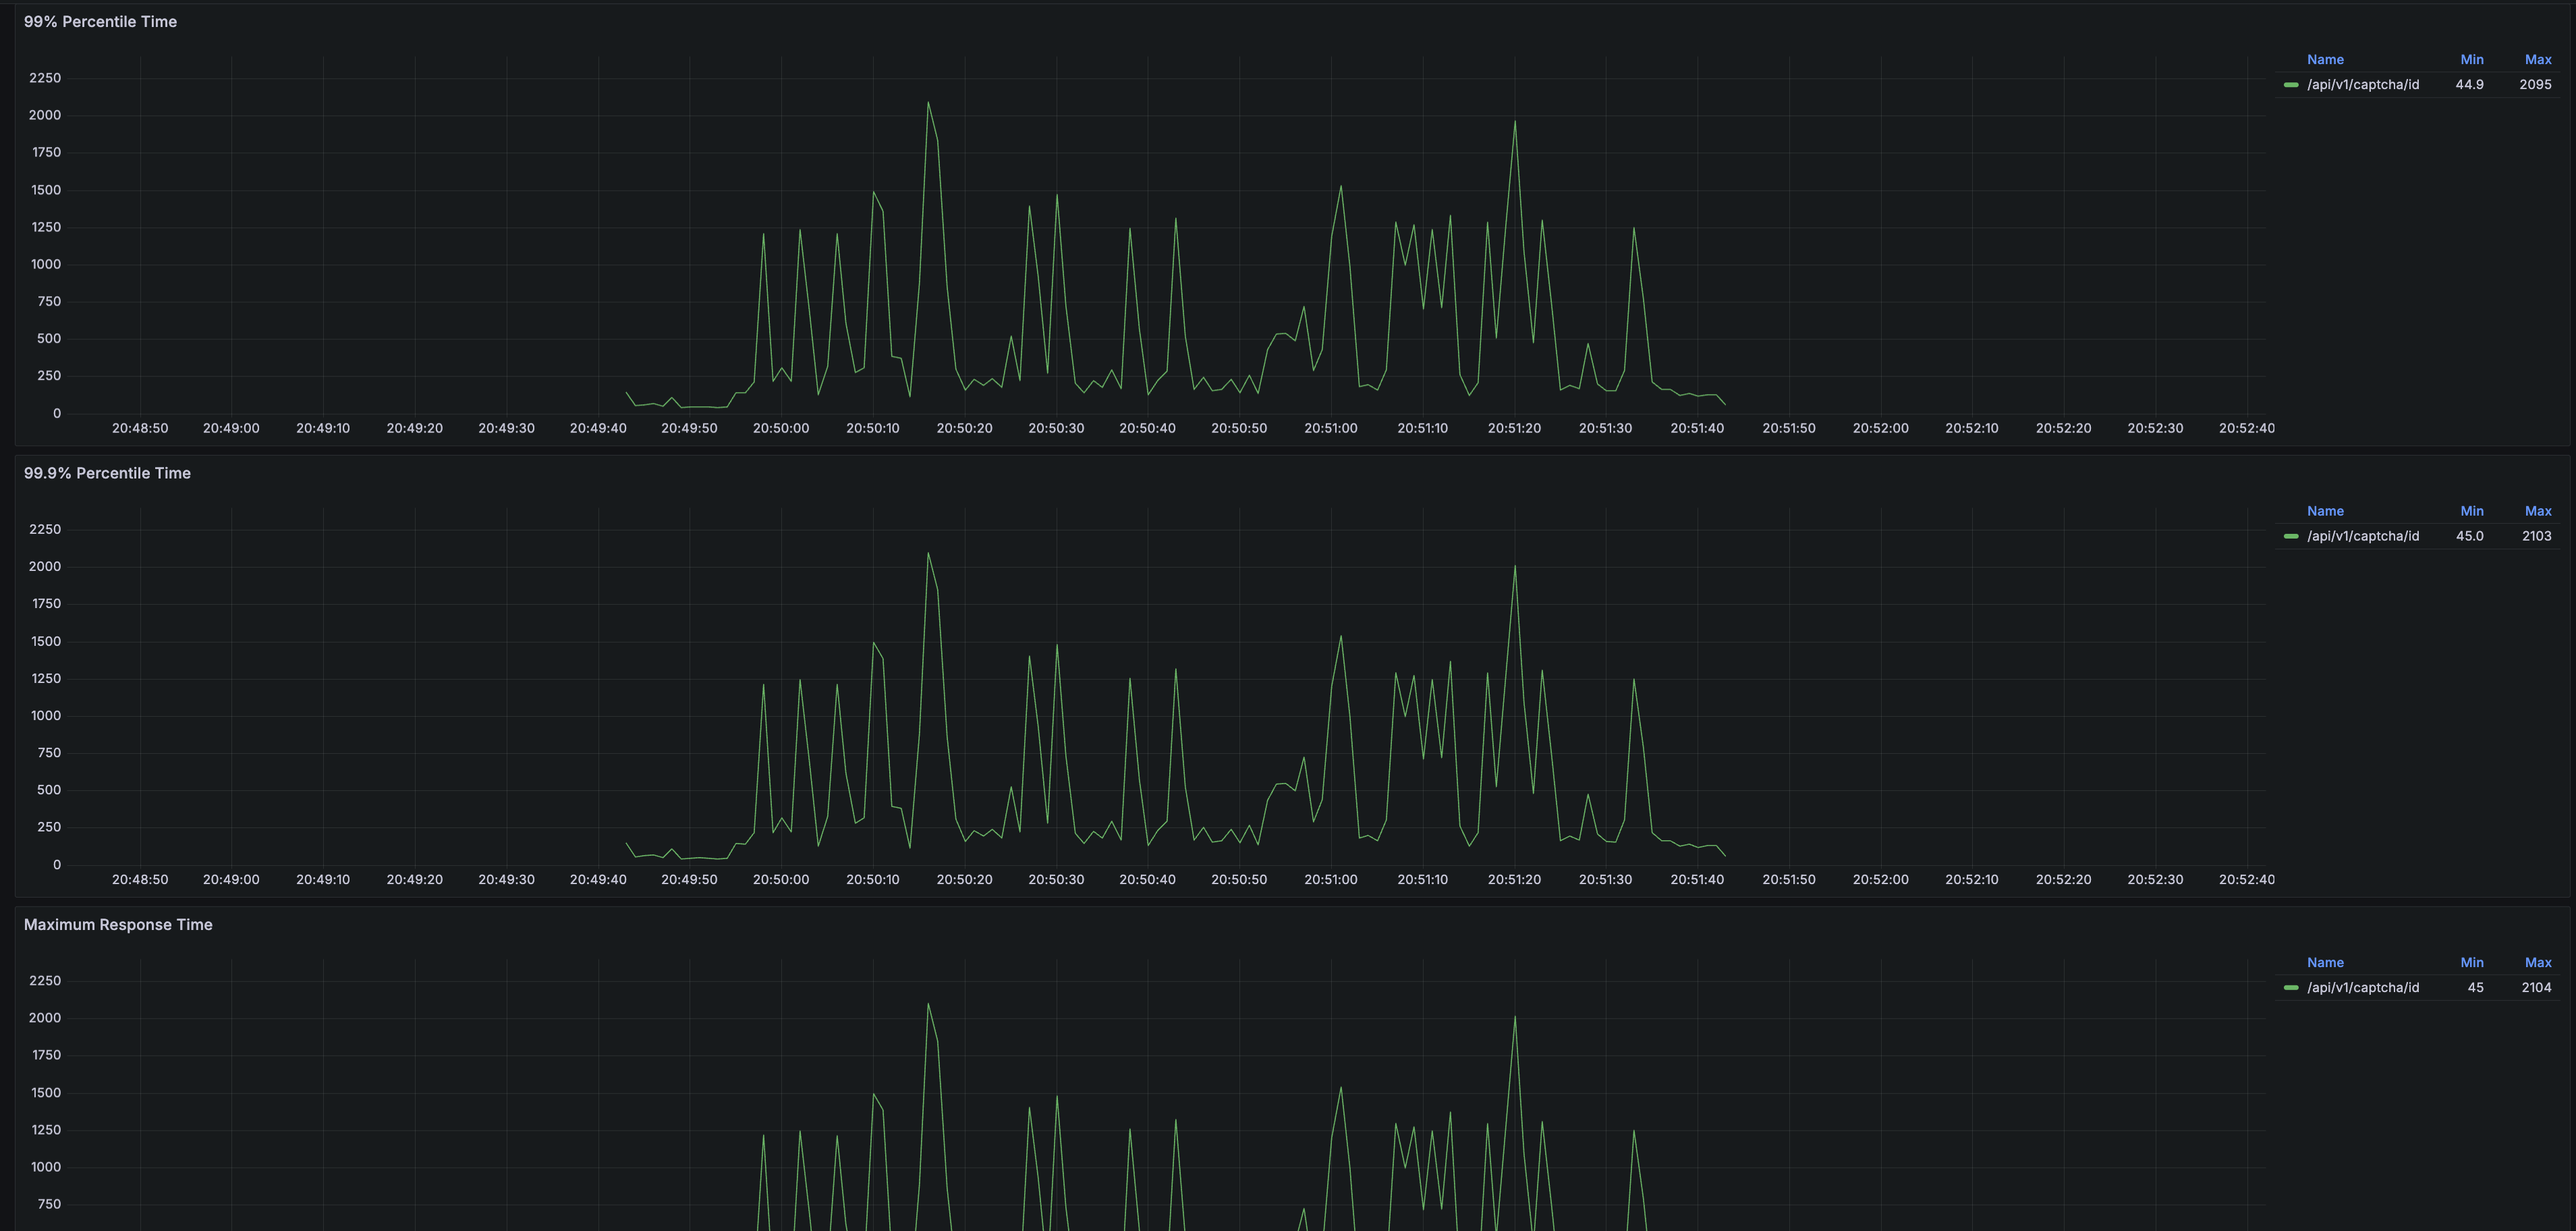 99% Percentile Time
Name Min Max
/api/v1/captcha/id 44.9 2095
2250
2000
1750
1500
1250
1000
750
500
250
0
20:48:50 20:49:00 20:49:10 20:49:20 20:49:30 20:49:40 20:49:50 20:50:00 20:50:10 20:50:20 20:50:30 20:50:40 20:50:50 20:51:00 20:51:10 20:51:20 20:51:30 20:51:40 20:51:50 20:52:00 20:52:10 20:52:20 20:52:30 20:52:40
99.9% Percentile Time
Name Min Max
/api/v1/captcha/id 45.0 2103
2250
2000
1750
1500
1250
1000
750
500
250
0
20:48:50 20:49:00 20:49:10 20:49:20 20:49:30 20:49:40 20:49:50 20:50:00 20:50:10 20:50:20 20:50:30 20:50:40 20:50:50 20:51:00 20:51:10 20:51:20 20:51:30 20:51:40 20:51:50 20:52:00 20:52:10 20:52:20 20:52:30 20:52:40
Maximum Response Time
Name Min Max
/api/v1/captcha/id 45 2104
2250
2000
1750
1500
1250
1000
750